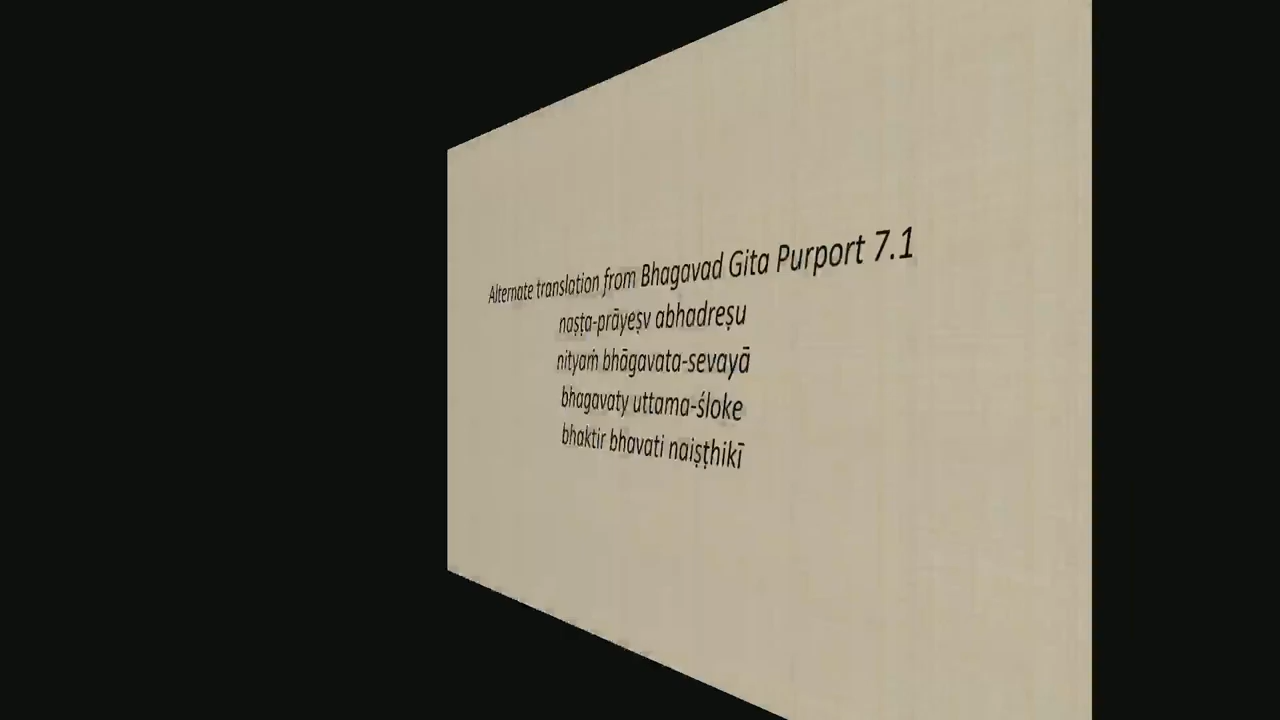 Alternate translation from Bhagavad Gita Purport 7.1
naṣṭa-prāyeṣv abhadreṣu
nityaṁ bhāgavata-sevayā
bhagavaty uttama-śloke
bhaktir bhavati naiṣṭhikī